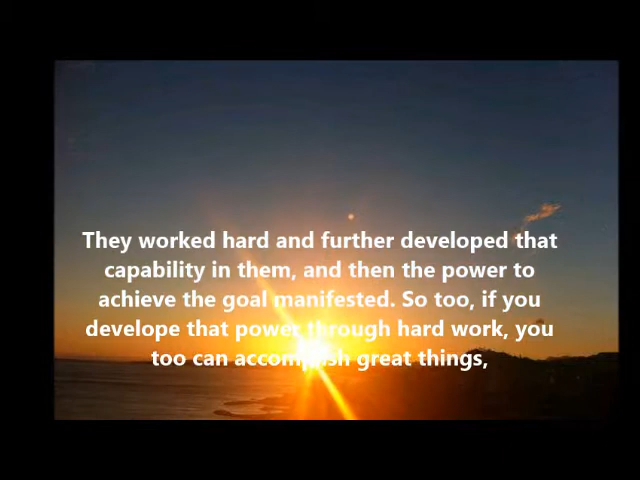 They worked hard and further developed that
capability in them, and then the power to
achieve the goal manifested. So too, if you
develope that power through hard work, you
too can accomplish great things,